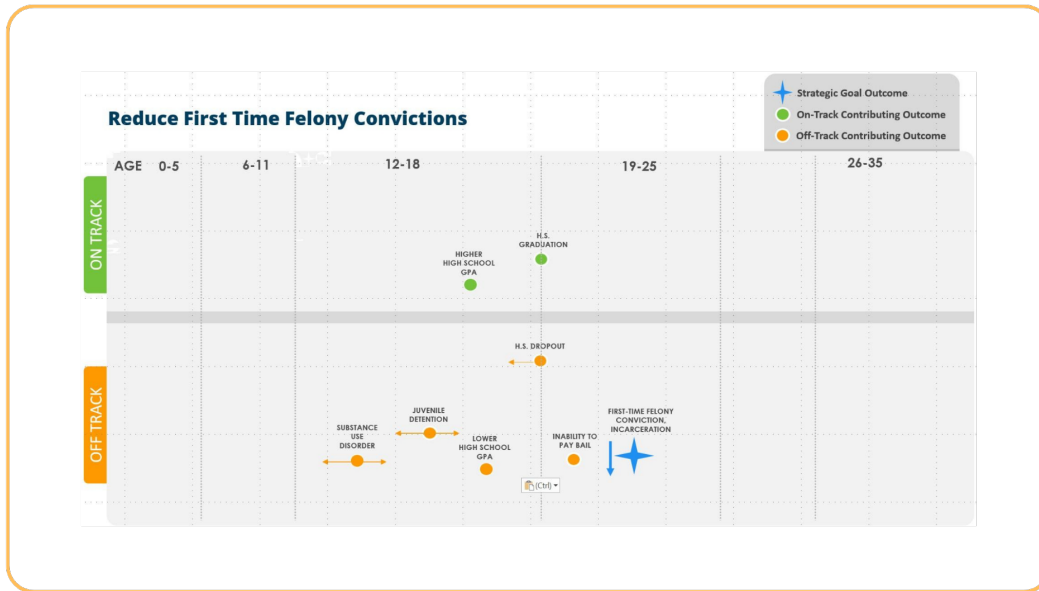 Strategic Goal Outcome
On-Track Contributing Outcome
Off-Track Contributing Outcome
Reduce First Time Felony Convictions
AGE 0-5 6-11 12-18 19-25 26-35
ON TRACK
H.S.
GRADUATION
HIGHER
HIGH SCHOOL
GPA
OFF TRACK
H.S. DROPOUT
JUVENILE
DETENTION
SUBSTANCE
USE
DISORDER
LOWER
HIGH SCHOOL
GPA
INABILITY TO
PAY BAIL
FIRST-TIME FELONY
CONVICTION,
INCARCERATION
(Ctrl)